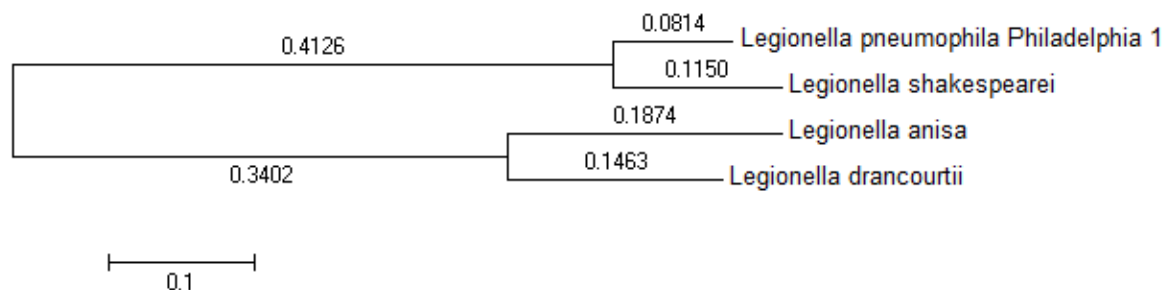 0.0814
Legionella pneumophila Philadelphia 1
0.4126
0.1150
Legionella shakespearei
0.1874
Legionella anisa
0.3402
0.1463
Legionella drancourtii
0.1